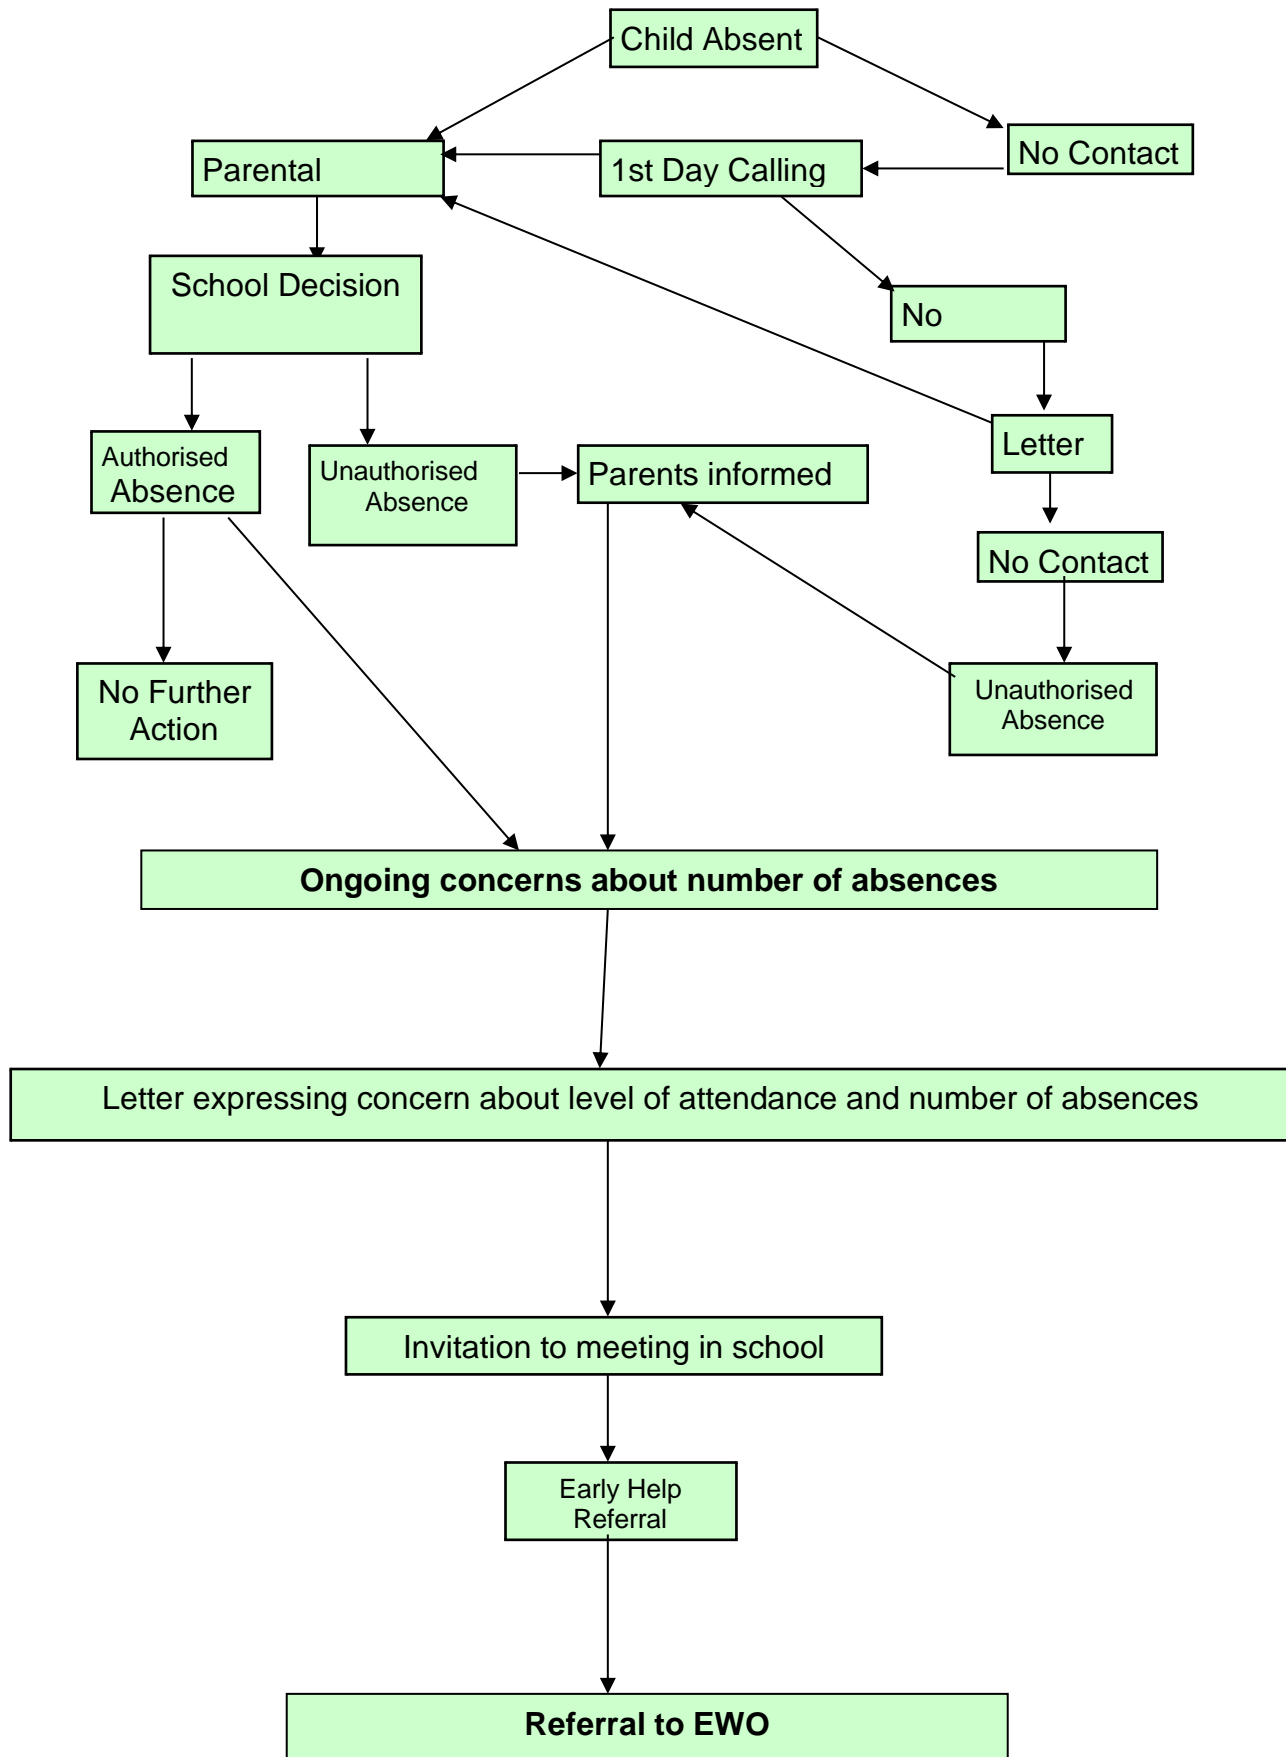 Child Absent
No Contact
Parental
1st Day Calling
School Decision
No
Letter
Authorised
Absence
Unauthorised
Absence
Parents informed
No Contact
No Further
Action
Unauthorised
Absence
Ongoing concerns about number of absences
Letter expressing concern about level of attendance and number of absences
Invitation to meeting in school
Early Help
Referral
Referral to EWO